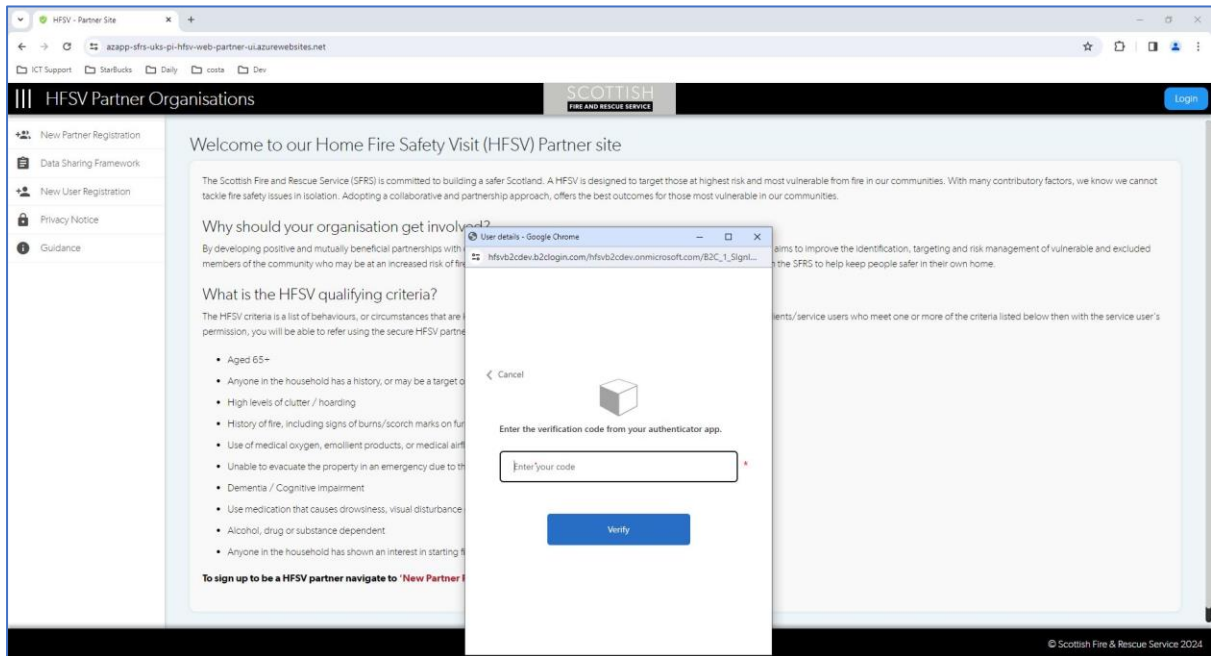 HFSV - Partner Site
azapp-sfrs-uks-pi-hfsv-web-partner-ui.azurewebsites.net
ICT Support StarBucks Daily costa Dev
HFSV Partner Organisations
SCOTTISH
FIRE AND RESCUE SERVICE
Login
New Partner Registration
Data Sharing Framework
New User Registration
Privacy Notice
Guidance
Welcome to our Home Fire Safety Visit (HFSV) Partner site
The Scottish Fire and Rescue Service (SFRS) is committed to building a safer Scotland. A HFSV is designed to target those at highest risk and most vulnerable from fire in our communities. With many contributory factors, we know we cannot
tackle fire safety issues in isolation. Adopting a collaborative and partnership approach, offers the best outcomes for those most vulnerable in our communities.
Why should your organisation get involved?
By developing positive and mutually beneficial partnerships with aims to improve the identification, targeting and risk management of vulnerable and excluded
members of the community who may be at an increased risk of the SFRS to help keep people safer in their own home.
What is the HFSV qualifying criteria?
The HFSV criteria is a list of behaviours, or circumstances that are clients/service users who meet one or more of the criteria listed below then with the service user's
permission, you will be able to refer using the secure HFSV
• Aged 65+
• Anyone in the household has a history, or may be a target
• High levels of clutter / hoarding
• History of fire, including signs of burns/scorch marks on
• Use of medical oxygen, emollient products, or medical
• Unable to evacuate the property in an emergency due to
• Dementia / Cognitive impairment
• Use medication that causes drowsiness, visual disturbance
• Alcohol, drug or substance dependent
• Anyone in the household has shown an interest in starting
To sign up to be a HFSV partner navigate to 'New Partner
User details - Google Chrome
hfsvb2cdev.b2clogin.com/hfsvb2cdev.onmicrosoft.com/B2C_1_SignI...
Cancel
Enter the verification code from your authenticator app.
Enter your code
*
Verify
© Scottish Fire & Rescue Service 2024